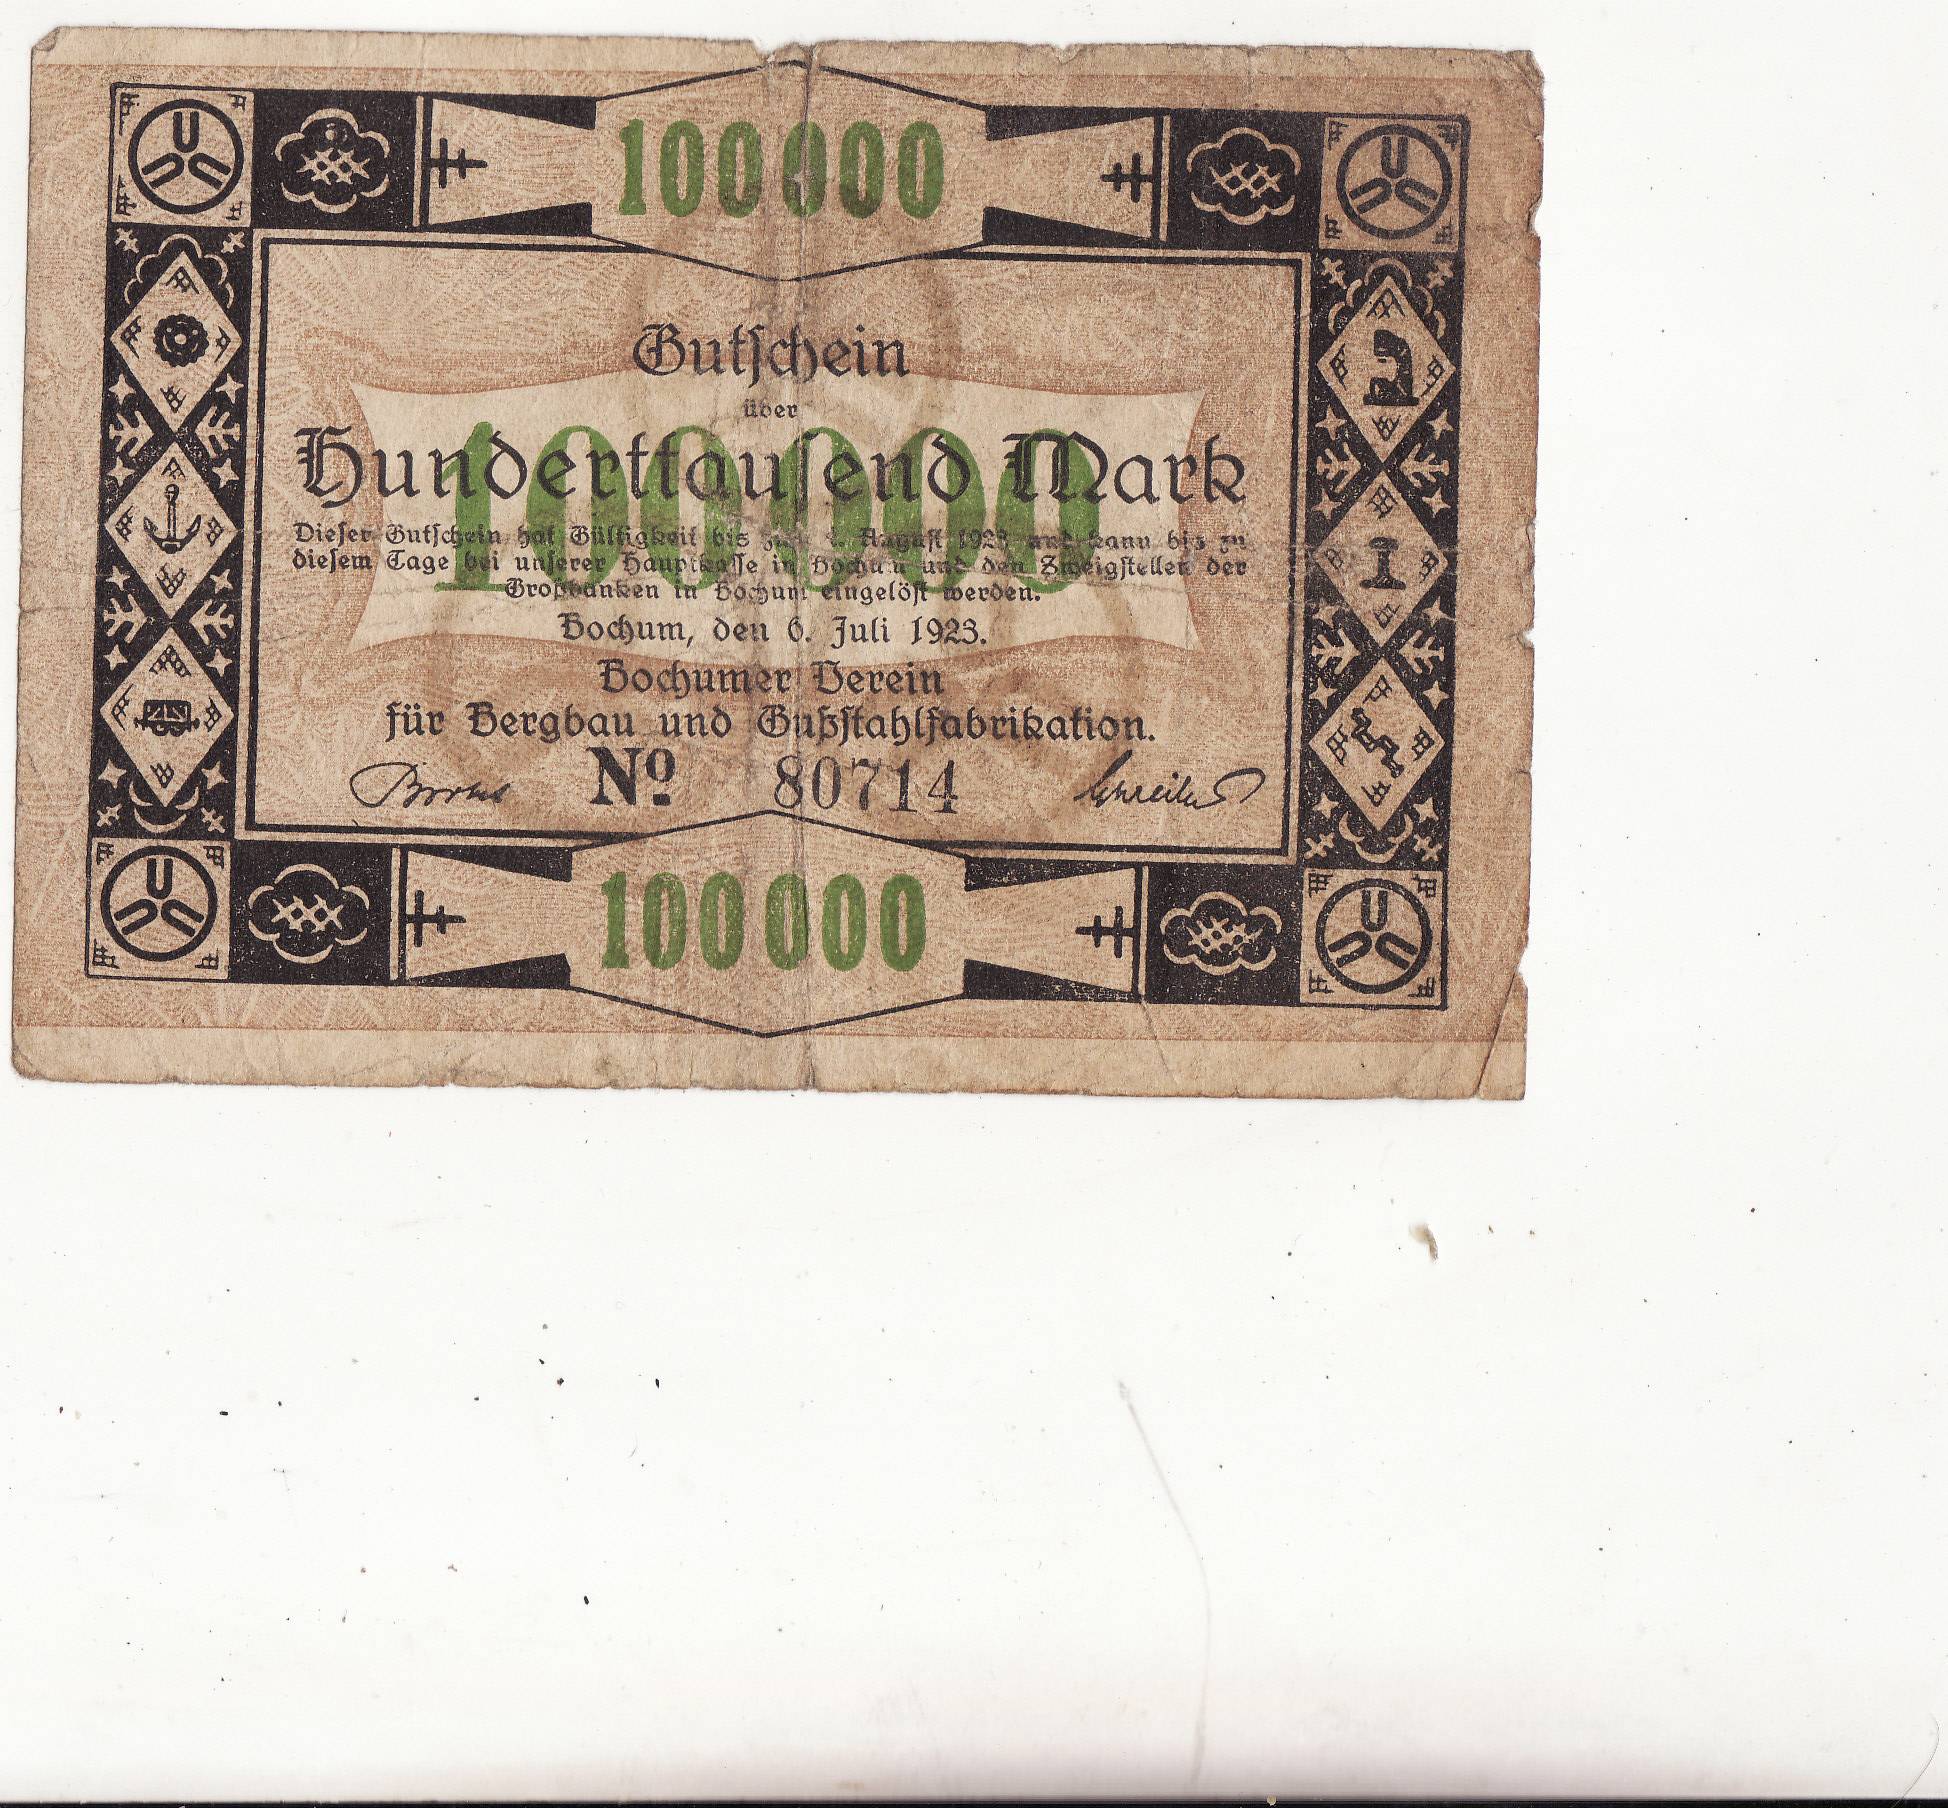 100000
Gutschein
über
Hunderttausend Mark
100000
Dieser Gutschein hat Gültigkeit bis August 1923 und kann bis zu
diesem Tage bei unserer Hauptkasse in Bochum und den Zweigstellen der
Großbanken in Bochum eingelöst werden.
Bochum, den 6. Juli 1923.
Bochumer Verein
für Bergbau und Gußstahlfabrikation.
Nº 80714
100000